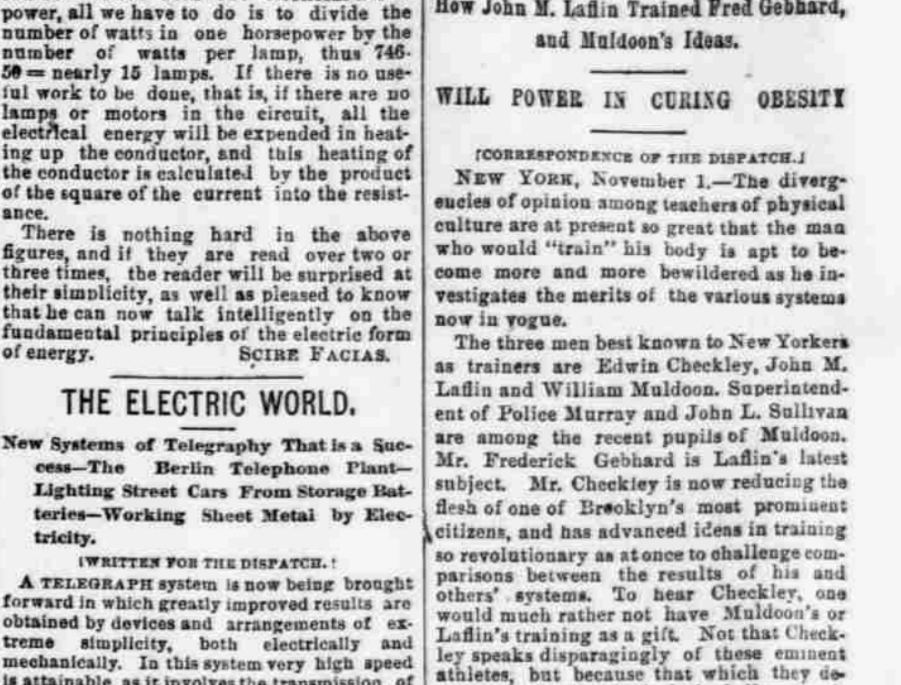 power, all we have to do is to divide the
number of watts in one horsepower by the
number of watts per lamp, thus 746-
50 = nearly 15 lamps. If there is no use-
ful work to be done, that is, if there are no
lamps or motors in the circuit, all the
electrical energy will be expended in heat-
ing up the conductor, and this heating of
the conductor is calculated by the product
of the square of the current into the resist-
ance.
There is nothing hard in the above
figures, and if they are read over two or
three times, the reader will be surprised at
their simplicity, as well as pleased to know
that he can now talk intelligently on the
fundamental principles of the electric form
of energy. SCIRE FACIAS.
THE ELECTRIC WORLD.
New Systems of Telegraphy That is a Suc-
cess—The Berlin Telephone Plant—
Lighting Street Cars From Storage Bat-
teries—Working Sheet Metal by Elec-
tricity.
[WRITTEN FOR THE DISPATCH.]
A TELEGRAPH system is now being brought
forward in which greatly improved results are
obtained by devices and arrangements of ex-
treme simplicity, both electrically and
mechanically. In this system very high speed
is attainable, as it involves the transmission of
How John M. Laflin Trained Fred Gebhard,
and Muldoon's Ideas.
WILL POWER IN CURING OBESITY
[CORRESPONDENCE OF THE DISPATCH.]
NEW YORK, November 1.—The diverg-
encies of opinion among teachers of physical
culture are at present so great that the man
who would "train" his body is apt to be-
come more and more bewildered as he in-
vestigates the merits of the various systems
now in vogue.
The three men best known to New Yorkers
as trainers are Edwin Checkley, John M.
Laflin and William Muldoon. Superintend-
ent of Police Murray and John L. Sullivan
are among the recent pupils of Muldoon.
Mr. Frederick Gebhard is Laflin's latest
subject. Mr. Checkley is now reducing the
flesh of one of Brooklyn's most prominent
citizens, and has advanced ideas in training
so revolutionary as at once to challenge com-
parisons between the results of his and
others' systems. To hear Checkley, one
would much rather not have Muldoon's or
Laflin's training as a gift. Not that Check-
ley speaks disparagingly of these eminent
athletes, but because that which they de-